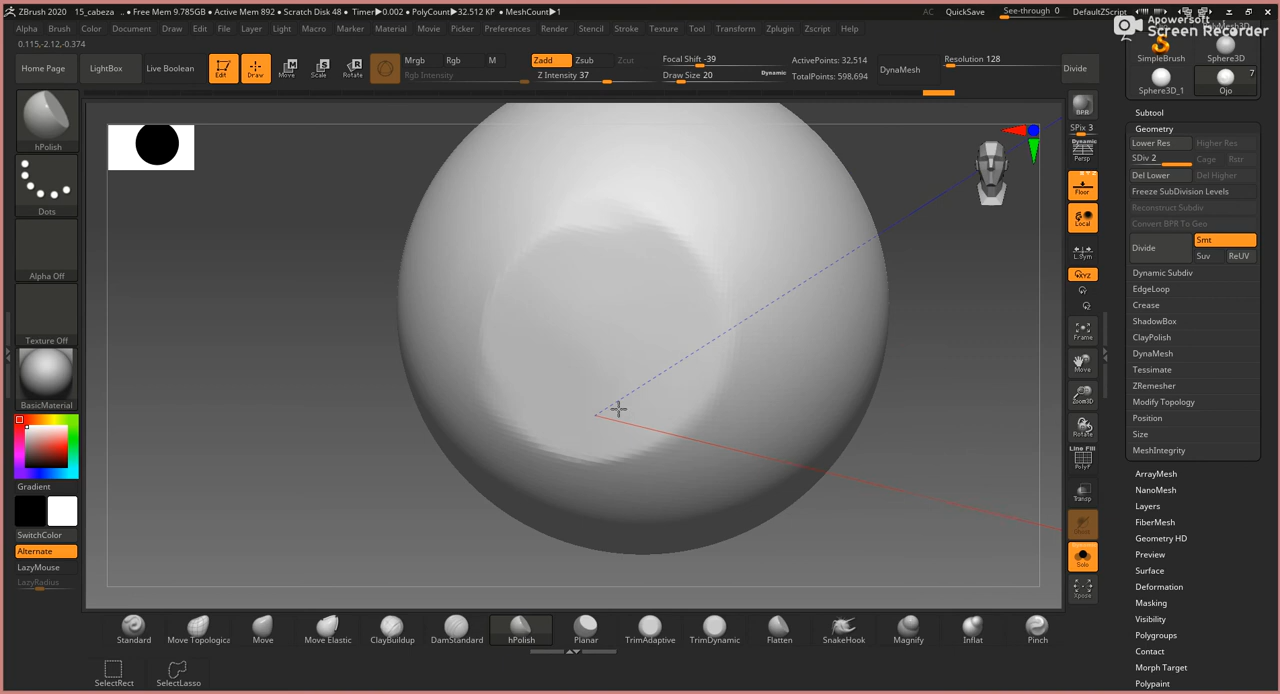 ZBrush 2020 15_cabeza .. ● Free Mem 9.785GB ● Active Mem 892 ● Scratch Disk 48 ● Timer▶0.002 ● PolyCount▶32.512 KP ● MeshCount▶1 AC QuickSave See-through 0 DefaultZScript
Alpha Brush Color Document Draw Edit File Layer Light Macro Marker Material Movie Picker Preferences Render Stencil Stroke Texture Tool Transform Zplugin Zscript Help
Apowersoft
Screen Recorder
0.115,-2.12,-0.374
Home Page LightBox Live Boolean Edit Draw Move Scale Rotate Mrgb Rgb M Zadd Zsub Zcut Focal Shift -39 ActivePoints: 32,514 DynaMesh Resolution 128 Divide
Rgb Intensity Z Intensity 37 Draw Size 20 Dynamic TotalPoints: 598,694
SimpleBrush Sphere3D
Sphere3D_1 Ojo 7
hPolish
Dots
Alpha Off
Texture Off
BasicMaterial
Gradient
SwitchColor
Alternate
LazyMouse
LazyRadius
BPR
SPix 3
Dynamic
Persp
Floor
Local
L.Sym
XYZ
Frame
Move
Zoom3D
Rotate
Line Fill
PolyF
Transp
Solo
Xpose
Subtool
Geometry
Lower Res Higher Res
SDiv 2 Cage Rstr
Del Lower Del Higher
Freeze SubDivision Levels
Reconstruct Subdiv
Convert BPR To Geo
Divide Smt
Suv ReUV
Dynamic Subdiv
EdgeLoop
Crease
ShadowBox
ClayPolish
DynaMesh
Tessimate
ZRemesher
Modify Topology
Position
Size
MeshIntegrity
ArrayMesh
NanoMesh
Layers
FiberMesh
Geometry HD
Preview
Surface
Deformation
Masking
Visibility
Polygroups
Contact
Morph Target
Polypaint
Standard Move Topologica Move Move Elastic ClayBuildup DamStandard hPolish Planar TrimAdaptive TrimDynamic Flatten SnakeHook Magnify Inflat Pinch
SelectRect SelectLasso